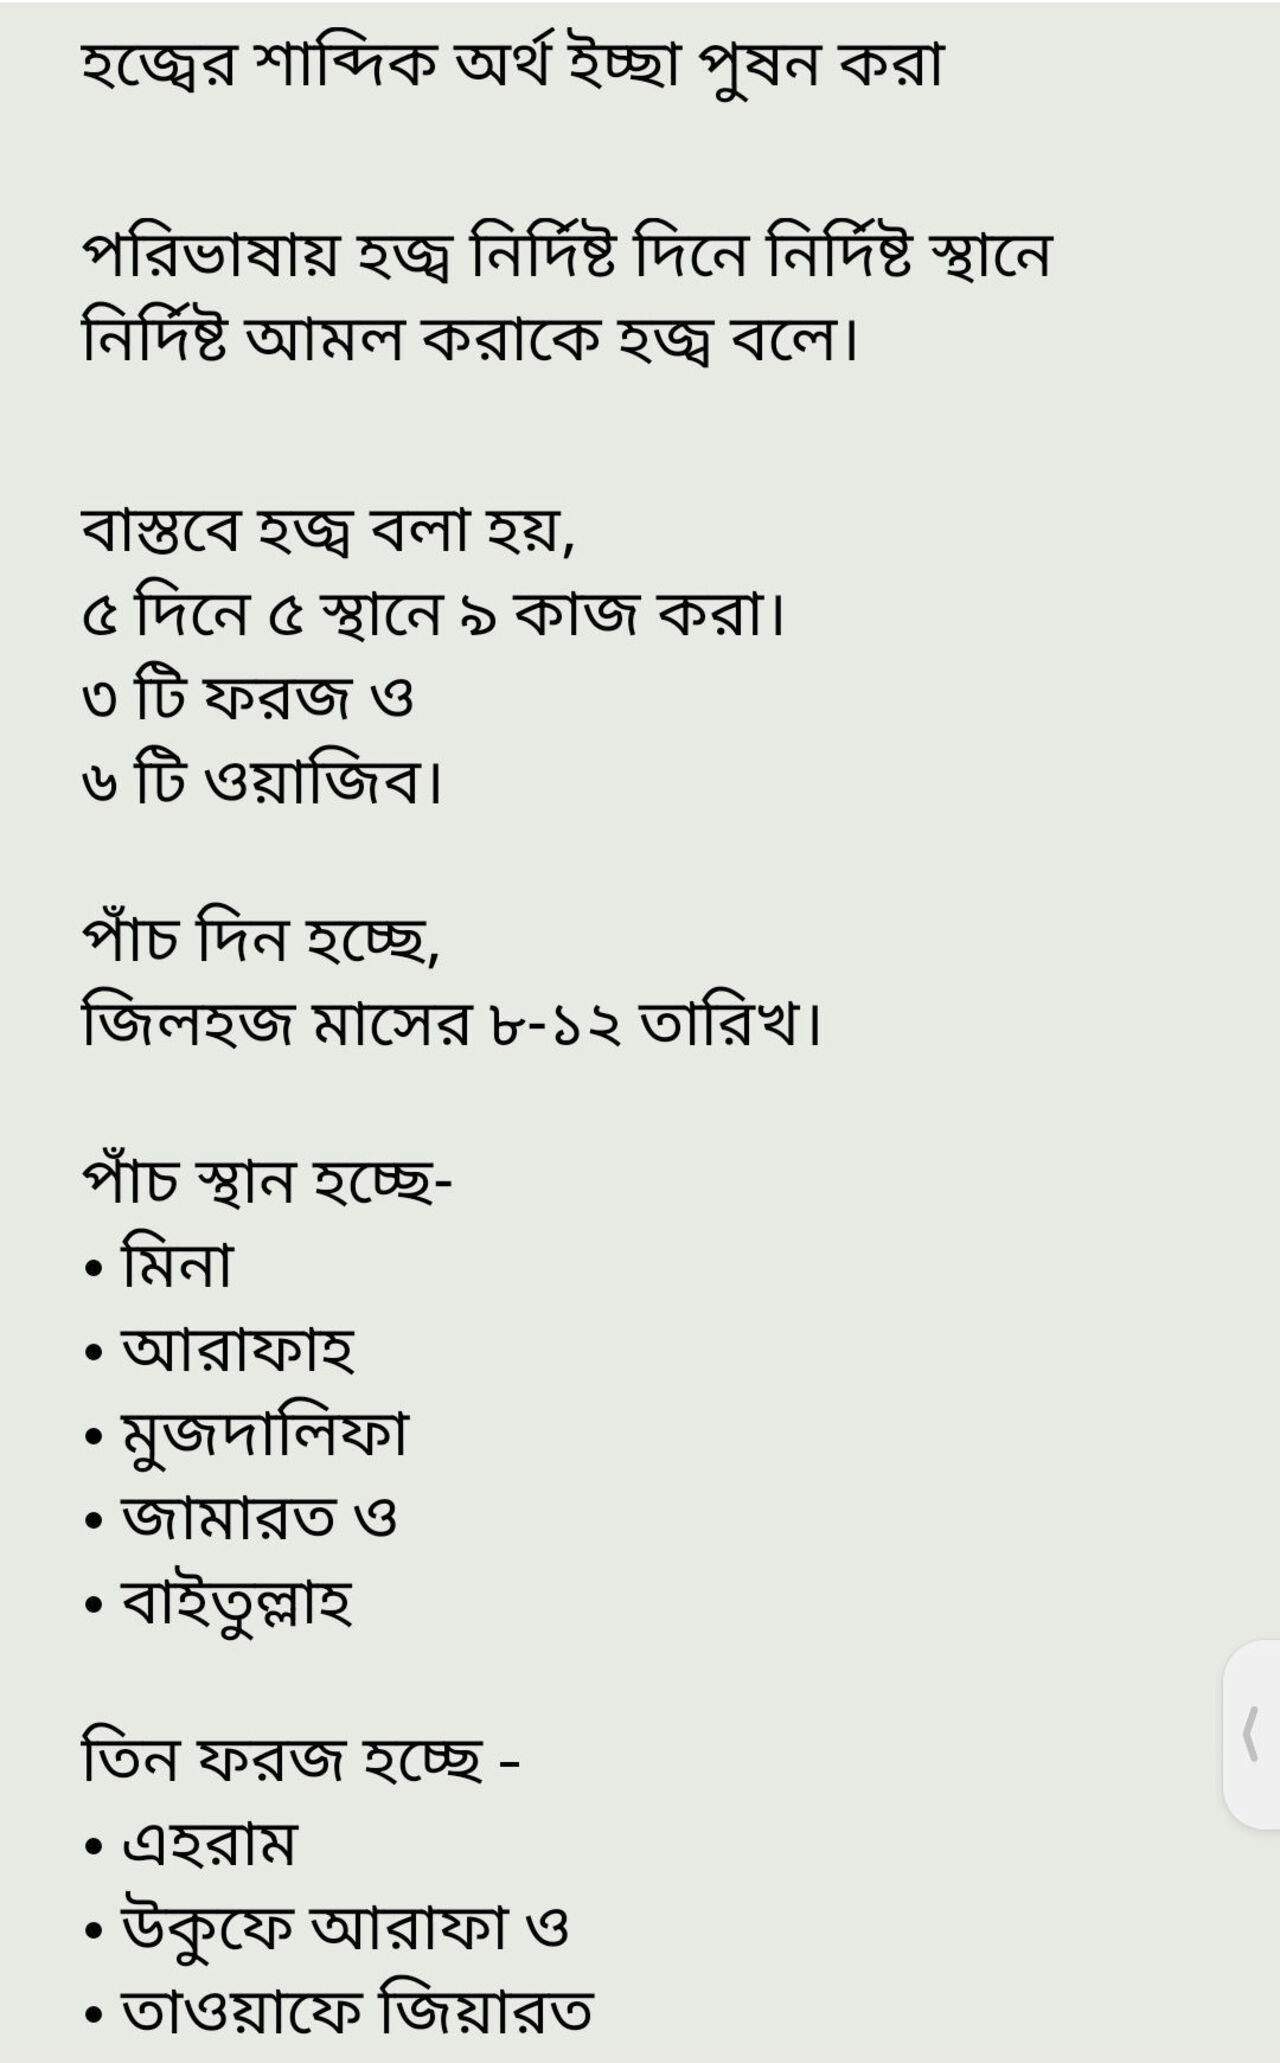 হজ্বের শাব্দিক অর্থ ইচ্ছা পুষন করা
পরিভাষায় হজ্ব নির্দিষ্ট দিনে নির্দিষ্ট স্থানে
নির্দিষ্ট আমল করাকে হজ্ব বলে।
বাস্তবে হজ্ব বলা হয়,
৫ দিনে ৫ স্থানে ৯ কাজ করা।
৩ টি ফরজ ও
৬ টি ওয়াজিব।
পাঁচ দিন হচ্ছে,
জিলহজ মাসের ৮-১২ তারিখ।
পাঁচ স্থান হচ্ছে-
• মিনা
• আরাফাহ
• মুজদালিফা
• জামারত ও
• বাইতুল্লাহ
তিন ফরজ হচ্ছে -
• এহরাম
• উকুফে আরাফা ও
• তাওয়াফে জিয়ারত